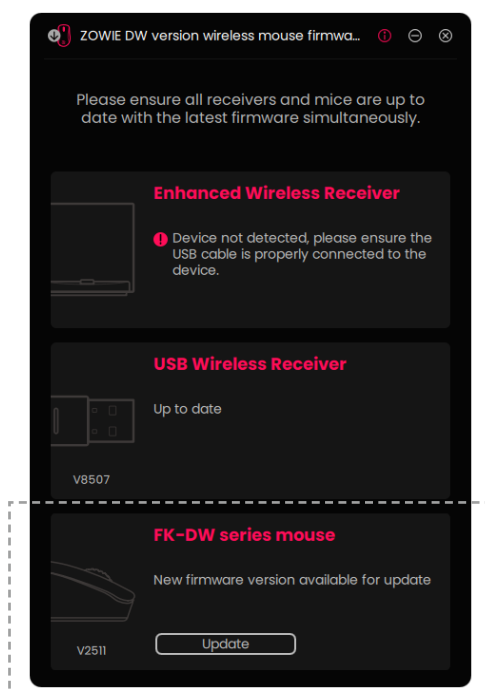 ZOWIE DW version wireless mouse firmwa...
Please ensure all receivers and mice are up to
date with the latest firmware simultaneously.
Enhanced Wireless Receiver
Device not detected, please ensure the
USB cable is properly connected to the
device.
USB Wireless Receiver
Up to date
V8507
FK-DW series mouse
New firmware version available for update
V2511
Update